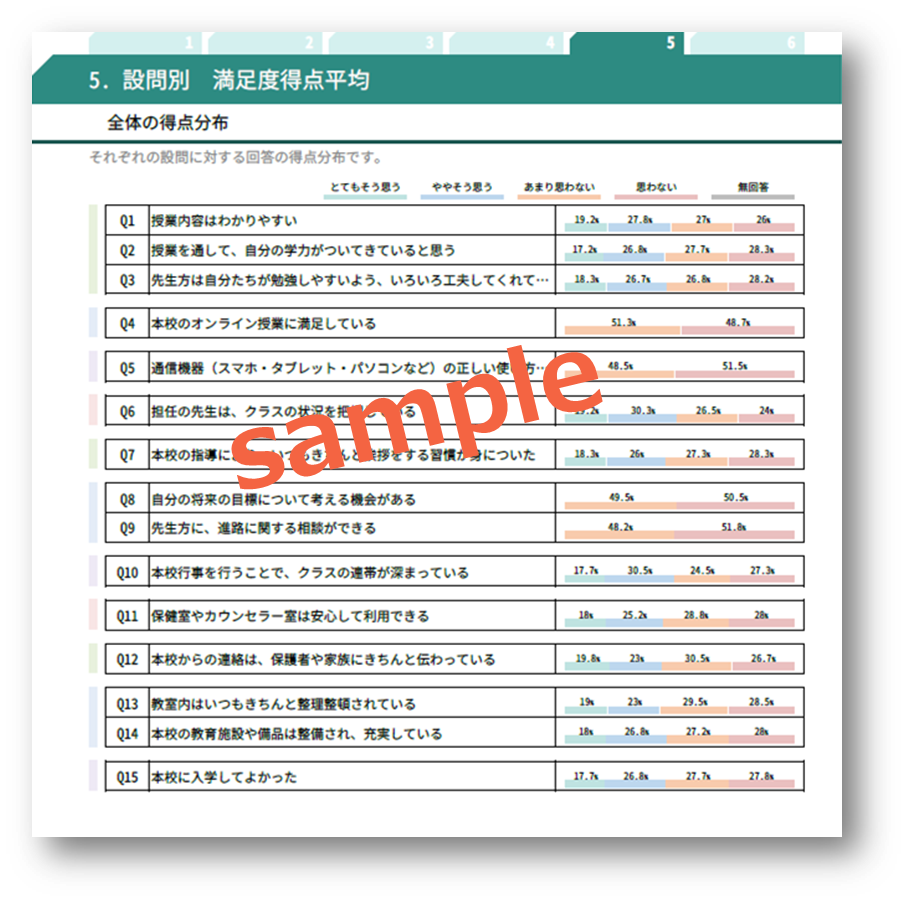 1 2 3 4 5 6
5. 設問別 満足度得点平均
全体の得点分布
それぞれの設問に対する回答の得点分布です。
とてもそう思う ややそう思う あまり思わない 思わない 無回答
Q1 授業内容はわかりやすい 19.2% 27.8% 27% 26%
Q2 授業を通して、自分の学力がついてきていると思う 17.2% 26.8% 27.7% 28.3%
Q3 先生方は自分たちが勉強しやすいよう、いろいろ工夫してくれて… 18.3% 26.7% 26.8% 28.2%
Q4 本校のオンライン授業に満足している 51.3% 48.7%
Q5 通信機器（スマホ・タブレット・パソコンなど）の正しい使い方… 48.5% 51.5%
sample
Q6 担任の先生は、クラスの状況を把握している 19.2% 30.3% 26.5% 24%
Q7 本校の指導に いつもきちんと挨拶をする習慣が身についた 18.3% 26% 27.3% 28.3%
Q8 自分の将来の目標について考える機会がある 49.5% 50.5%
Q9 先生方に、進路に関する相談ができる 48.2% 51.8%
Q10 本校行事を行うことで、クラスの連帯が深まっている 17.7% 30.5% 24.5% 27.3%
Q11 保健室やカウンセラー室は安心して利用できる 18% 25.2% 28.8% 28%
Q12 本校からの連絡は、保護者や家族にきちんと伝わっている 19.8% 23% 30.5% 26.7%
Q13 教室内はいつもきちんと整理整頓されている 19% 23% 29.5% 28.5%
Q14 本校の教育施設や備品は整備され、充実している 18% 26.8% 27.2% 28%
Q15 本校に入学してよかった 17.7% 26.8% 27.7% 27.8%